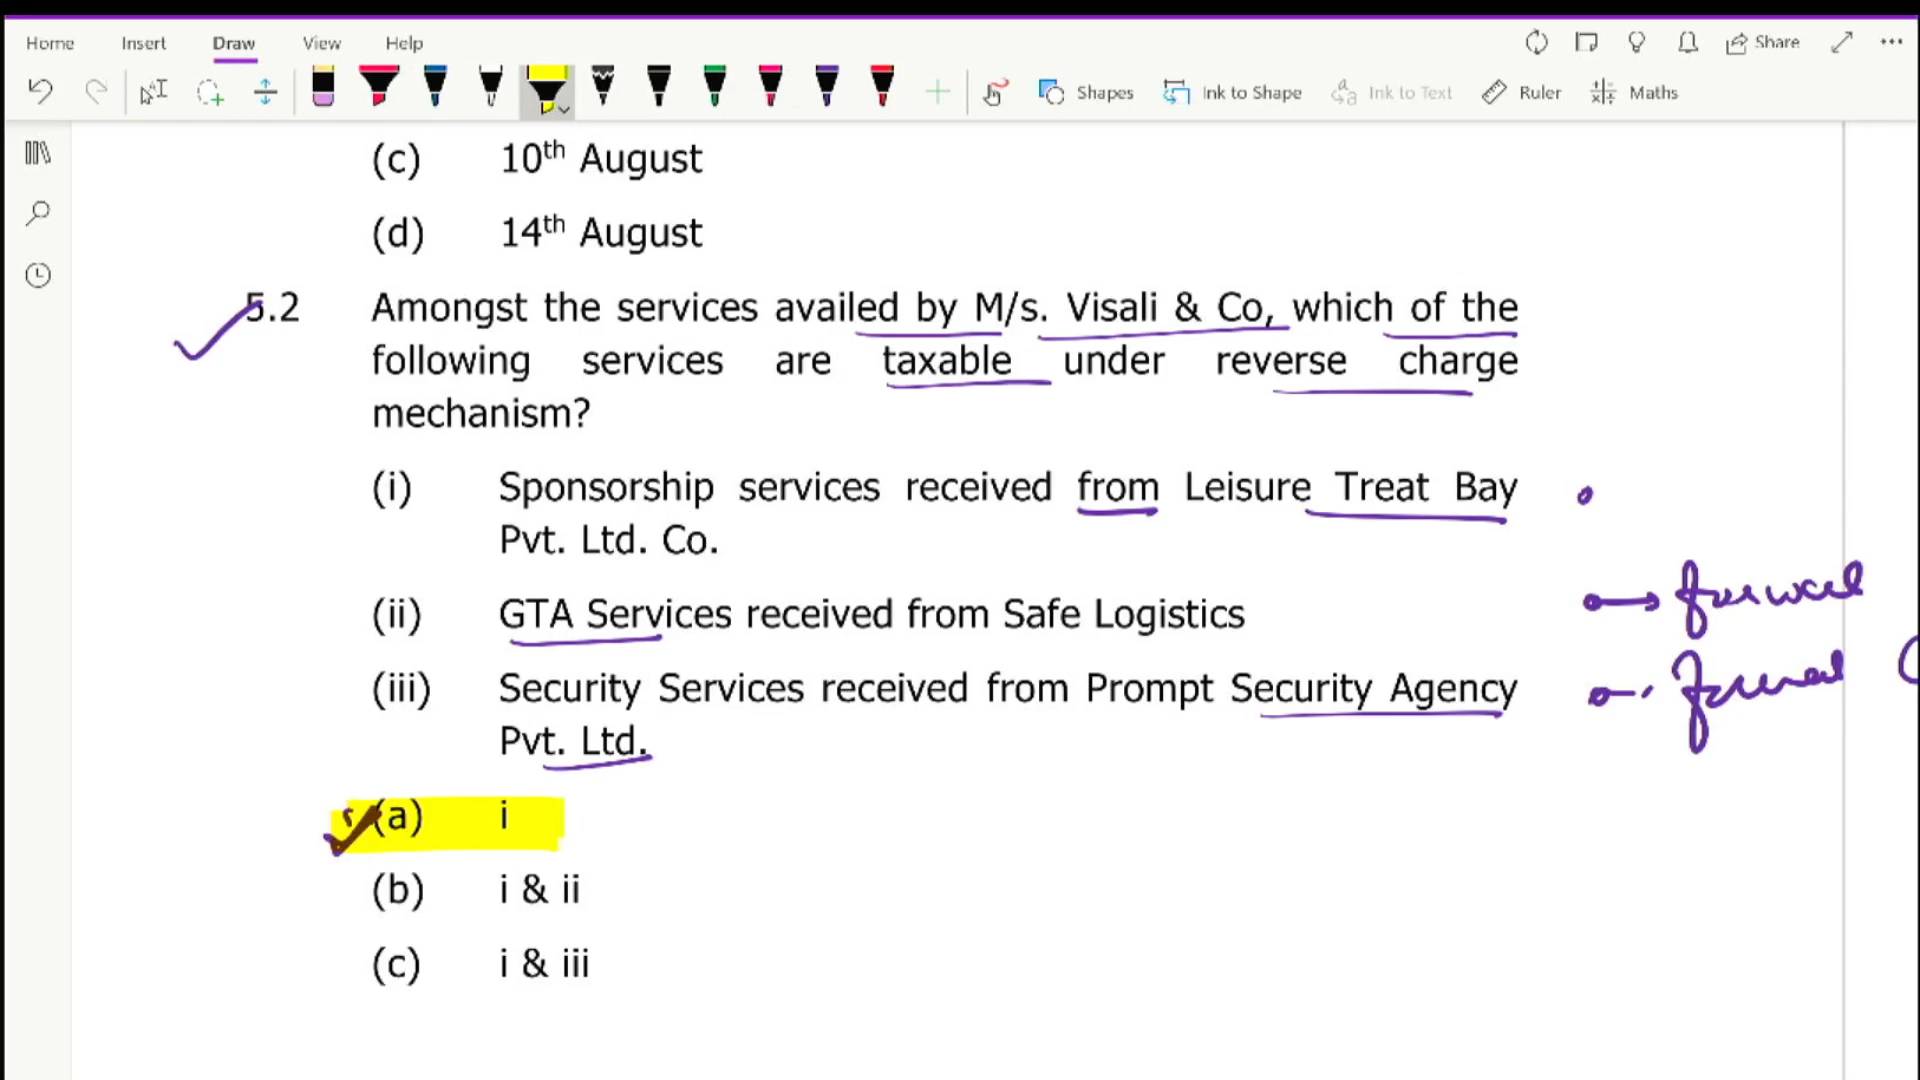 Home Insert Draw View Help Share
Shapes Ink to Shape Ink to Text Ruler Maths
(c) 10th August
(d) 14th August
5.2 Amongst the services availed by M/s. Visali & Co, which of the
following services are taxable under reverse charge
mechanism?
(i) Sponsorship services received from Leisure Treat Bay
Pvt. Ltd. Co.
forward
(ii) GTA Services received from Safe Logistics
(iii) Security Services received from Prompt Security Agency
Pvt. Ltd.
(a) i
(b) i & ii
(c) i & iii